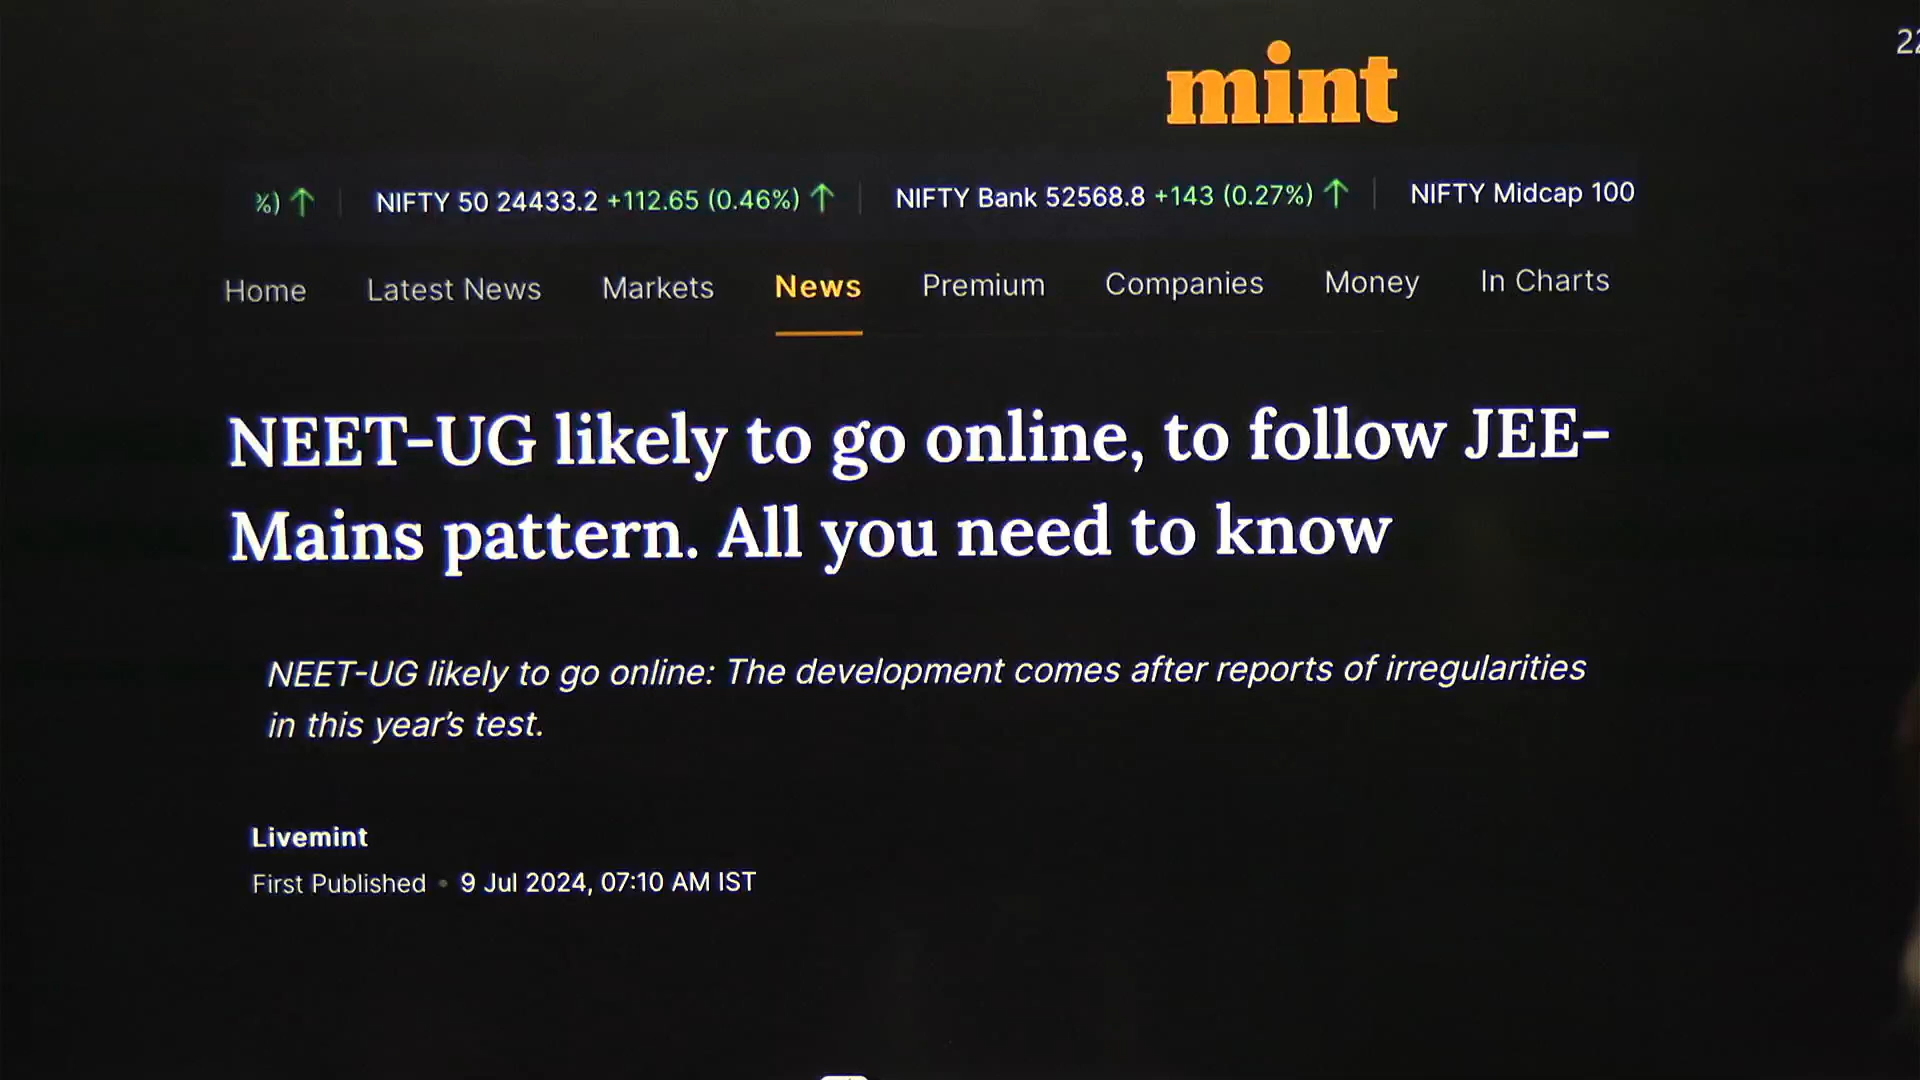 mint
%) ↑ NIFTY 50 24433.2 +112.65 (0.46%) ↑ NIFTY Bank 52568.8 +143 (0.27%) ↑ NIFTY Midcap 100
Home Latest News Markets News Premium Companies Money In Charts
NEET-UG likely to go online, to follow JEE-
Mains pattern. All you need to know
NEET-UG likely to go online: The development comes after reports of irregularities
in this year's test.
Livemint
First Published • 9 Jul 2024, 07:10 AM IST